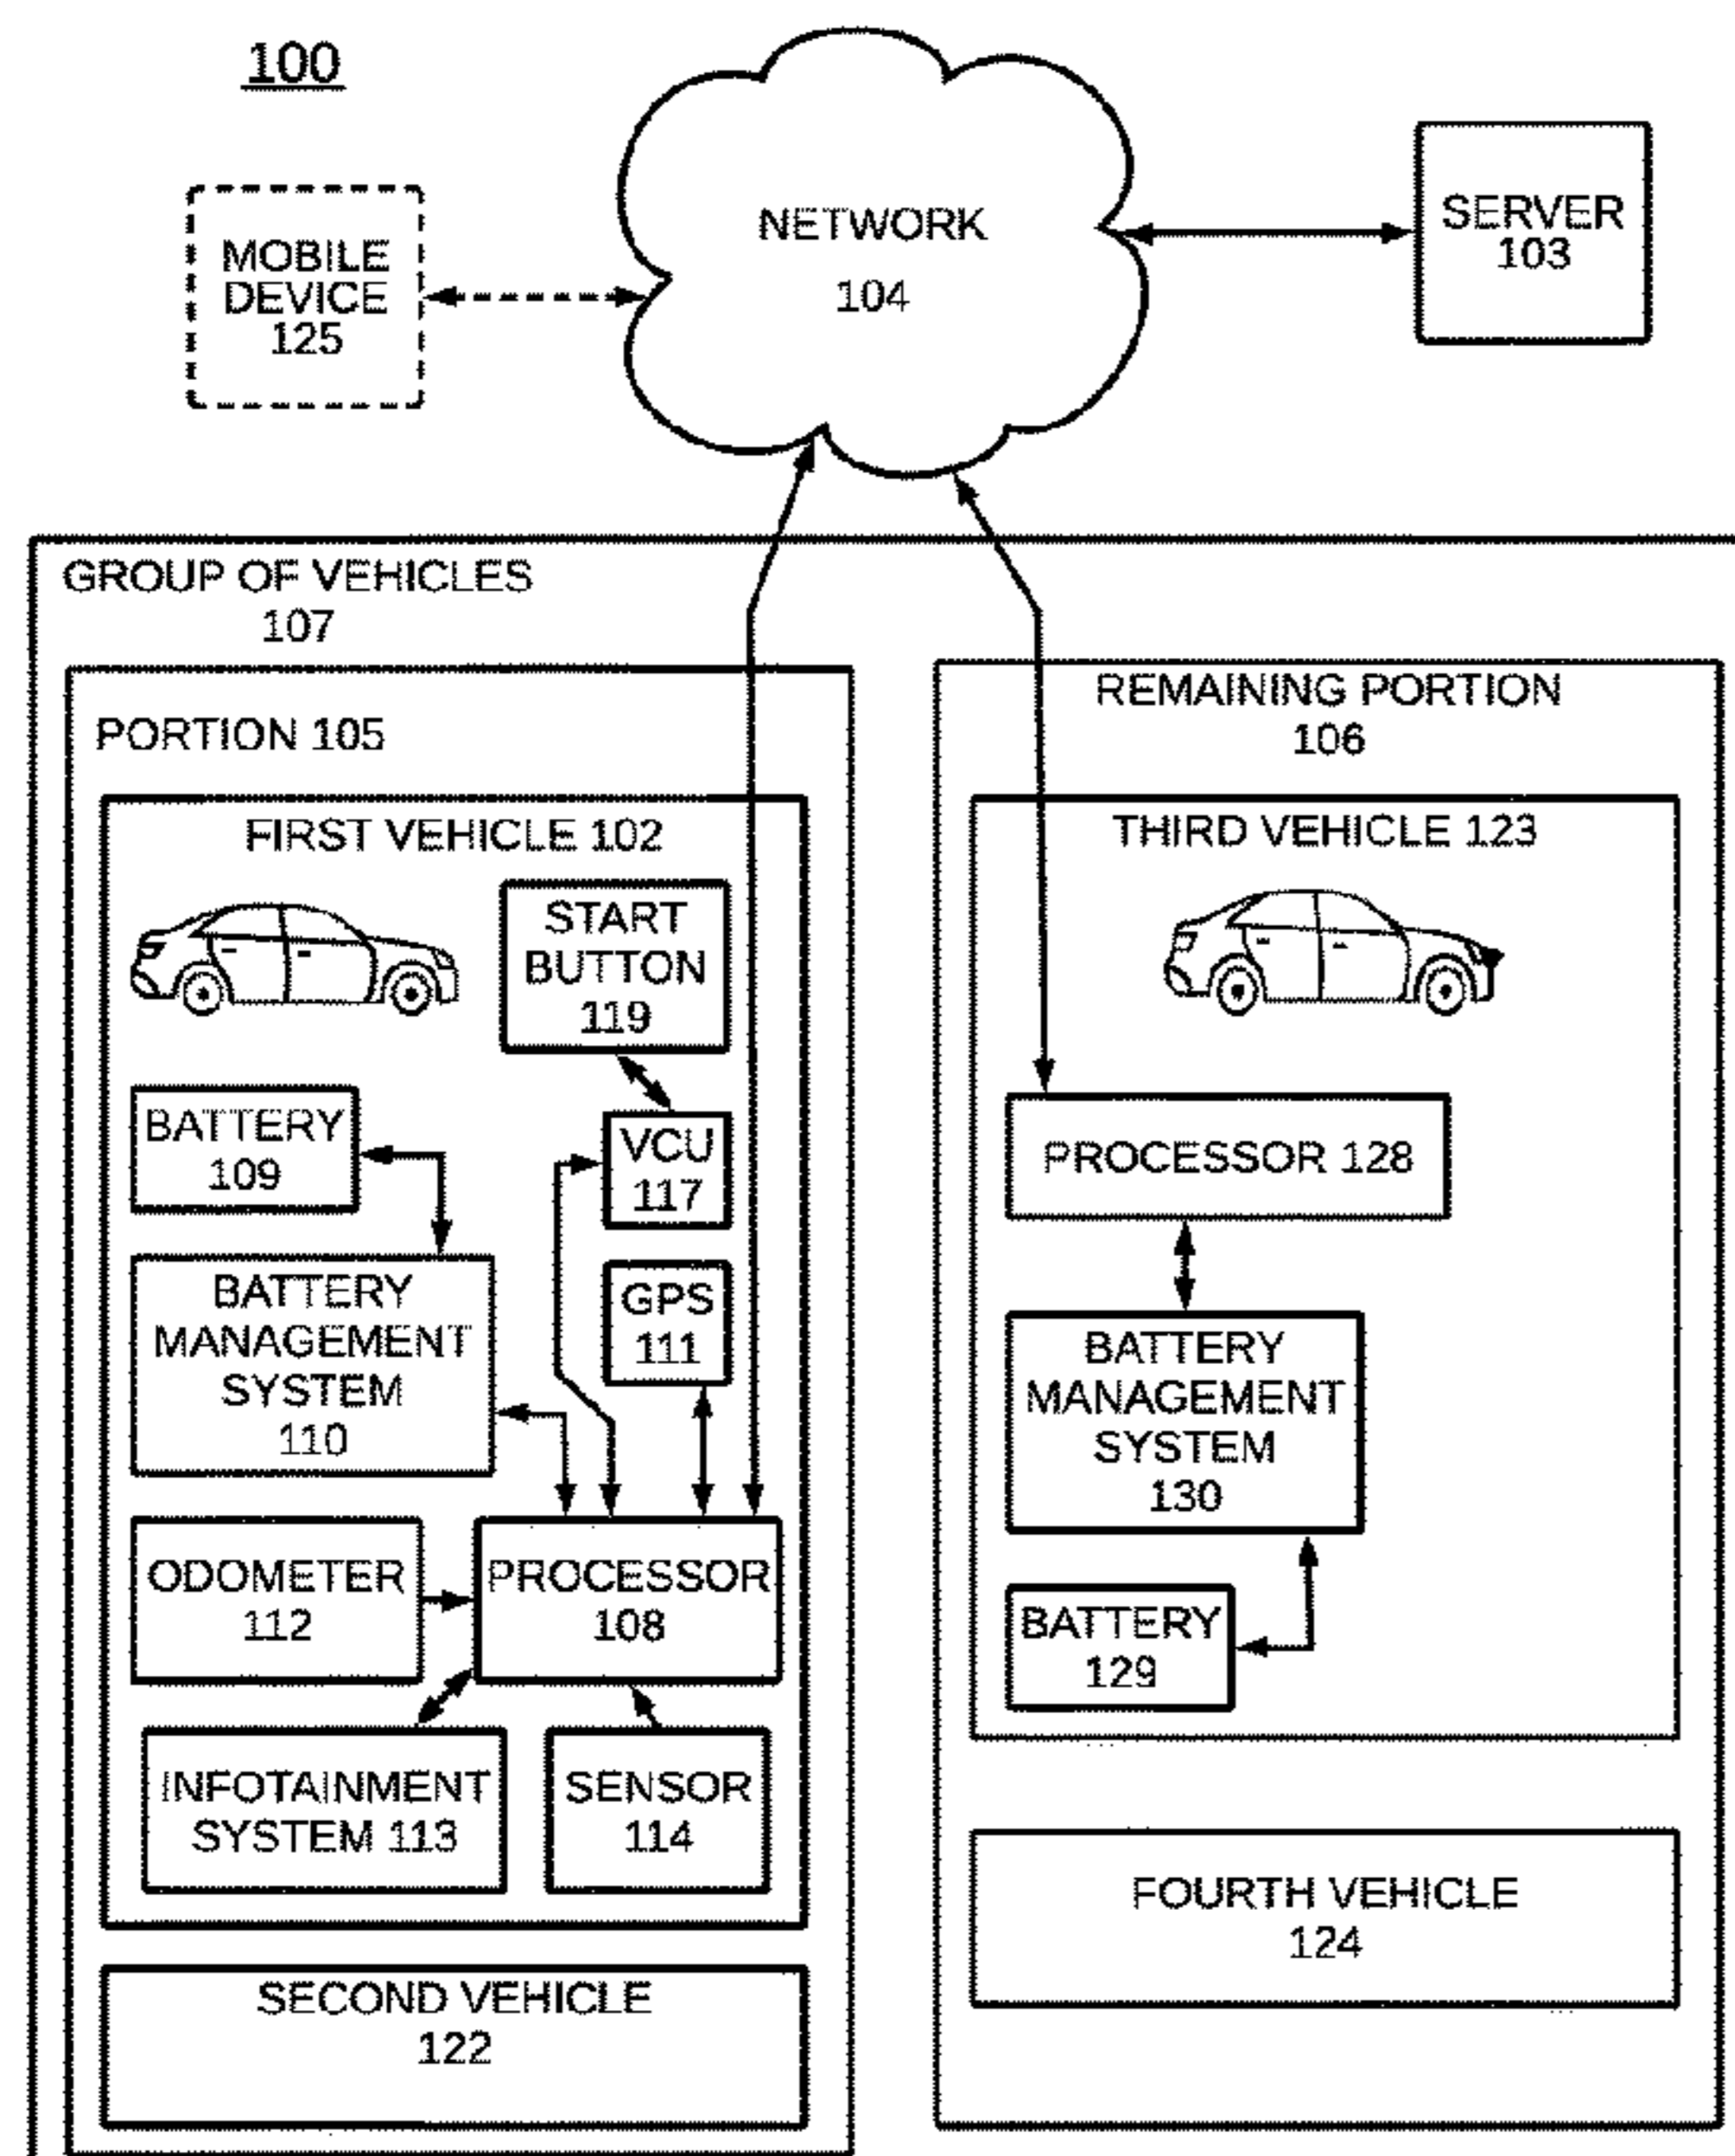 100
NETWORK
104
SERVER
103
MOBILE
DEVICE
125
GROUP OF VEHICLES
107
PORTION 105
FIRST VEHICLE 102
START
BUTTON
119
BATTERY
109
VCU
117
BATTERY
MANAGEMENT
SYSTEM
110
GPS
111
ODOMETER
112
PROCESSOR
108
INFOTAINMENT
SYSTEM 113
SENSOR
114
SECOND VEHICLE
122
REMAINING PORTION
106
THIRD VEHICLE 123
PROCESSOR 128
BATTERY
MANAGEMENT
SYSTEM
130
BATTERY
129
FOURTH VEHICLE
124